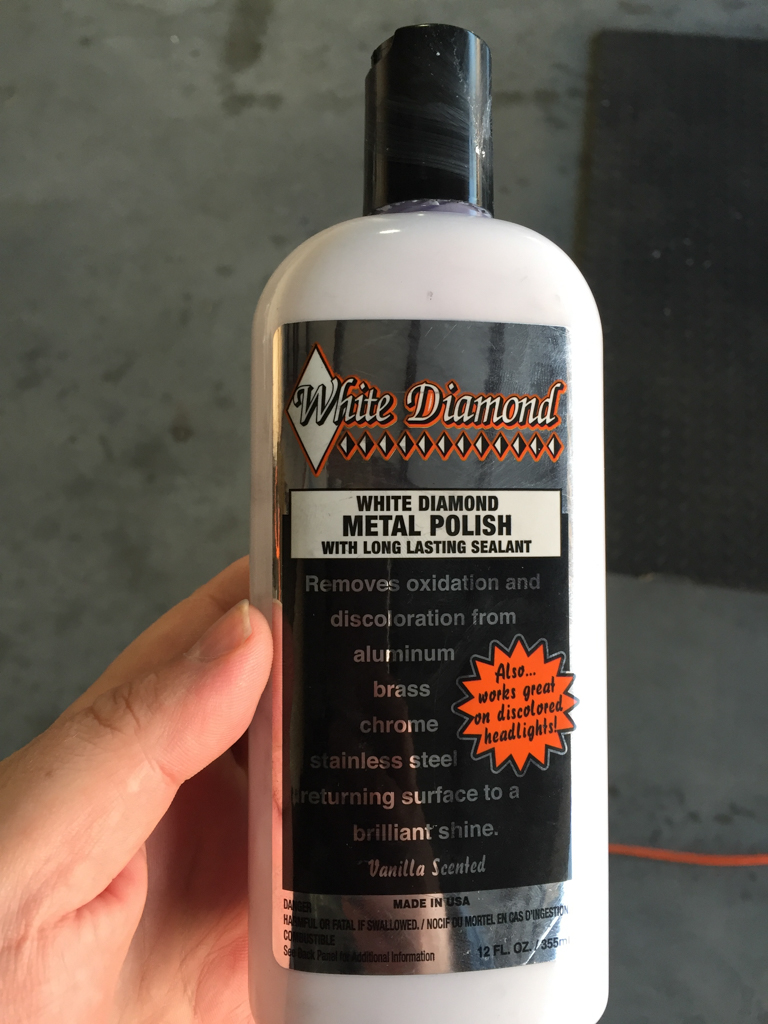 White Diamond
WHITE DIAMOND
METAL POLISH
WITH LONG LASTING SEALANT
Removes oxidation and
discoloration from
aluminum
brass
chrome
stainless steel
returning surface to a
brilliant shine.
Also...
works great
on discolored
headlights!
Vanilla Scented
MADE IN USA
DANGER
HARMFUL OR FATAL IF SWALLOWED. / NOCIF OU MORTEL EN CAS D'INGESTION
COMBUSTIBLE
See Back Panel for Additional Information
12 FL. OZ. / 355m